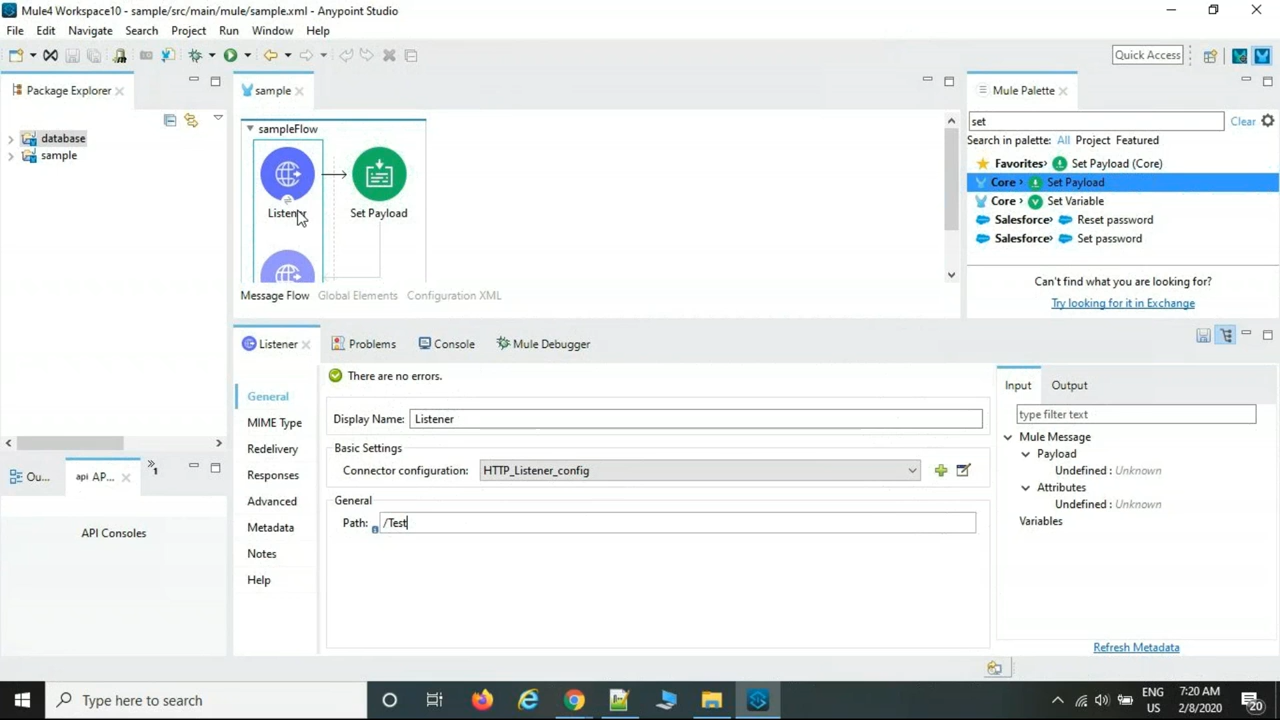 Mule4 Workspace10 - sample/src/main/mule/sample.xml - Anypoint Studio
File Edit Navigate Search Project Run Window Help
Quick Access
Package Explorer
database
sample
Ou...
api AP...
1
API Consoles
sample
sampleFlow
Listener
Set Payload
Message Flow Global Elements Configuration XML
Mule Palette
set
Clear
Search in palette: All Project Featured
Favorites> Set Payload (Core)
Core > Set Payload
Core > Set Variable
Salesforce> Reset password
Salesforce> Set password
Can't find what you are looking for?
Try looking for it in Exchange
Listener Problems Console Mule Debugger
There are no errors.
General
MIME Type
Redelivery
Responses
Advanced
Metadata
Notes
Help
Display Name: Listener
Basic Settings
Connector configuration: HTTP_Listener_config
General
Path: /Test
Input Output
type filter text
Mule Message
Payload
Undefined : Unknown
Attributes
Undefined : Unknown
Variables
Refresh Metadata
Type here to search
ENG
US
7:20 AM
2/8/2020
20